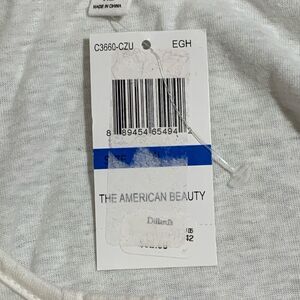 MADE IN CHINA
C3660-CZU EGH
8 89454 65494 2
THE AMERICAN BEAUTY
Dillard's